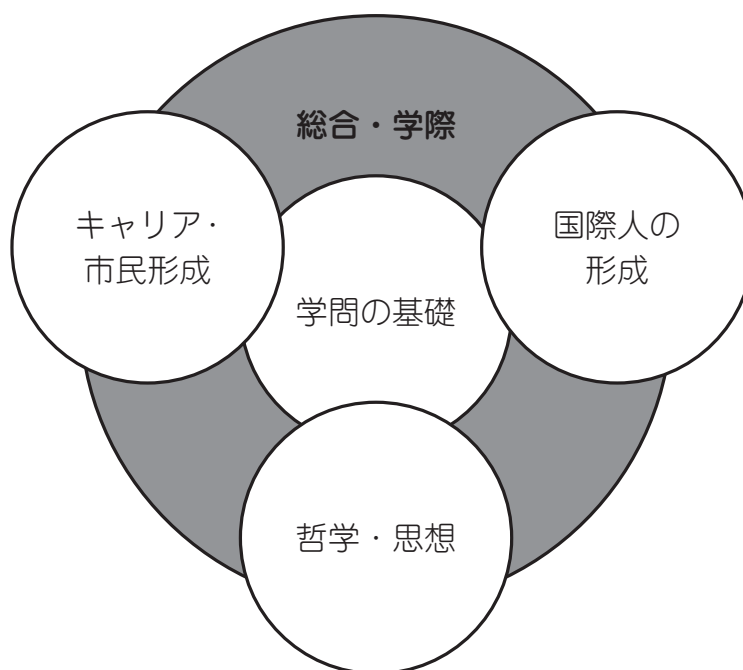 総合・学際
キャリア・
市民形成
国際人の
形成
学問の基礎
哲学・思想